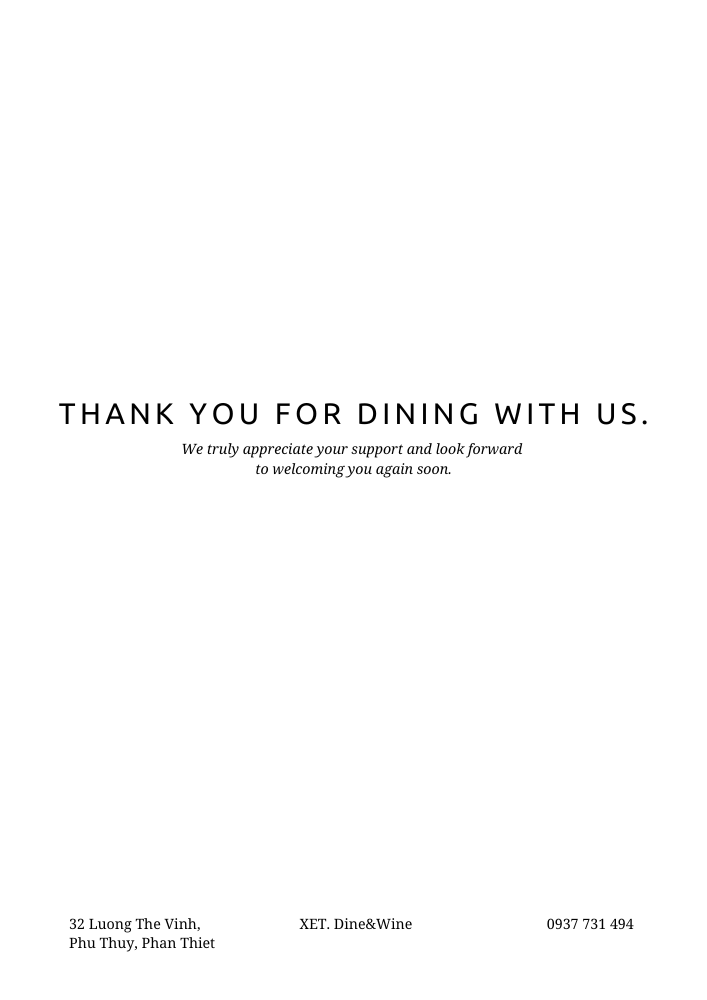 THANK YOU FOR DINING WITH US.
We truly appreciate your support and look forward
to welcoming you again soon.
32 Luong The Vinh,
Phu Thuy, Phan Thiet
XET. Dine&Wine
0937 731 494